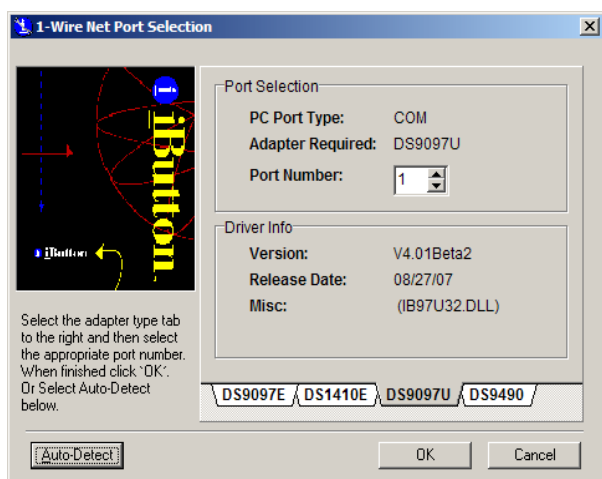 1-Wire Net Port Selection
iButton
iButton
Select the adapter type tab
to the right and then select
the appropriate port number.
When finished click `OK´.
Or Select Auto-Detect
below.
Port Selection
PC Port Type: COM
Adapter Required: DS9097U
Port Number: 1
Driver Info
Version: V4.01Beta2
Release Date: 08/27/07
Misc: (IB97U32.DLL)
DS9097E DS1410E DS9097U DS9490
Auto-Detect OK Cancel